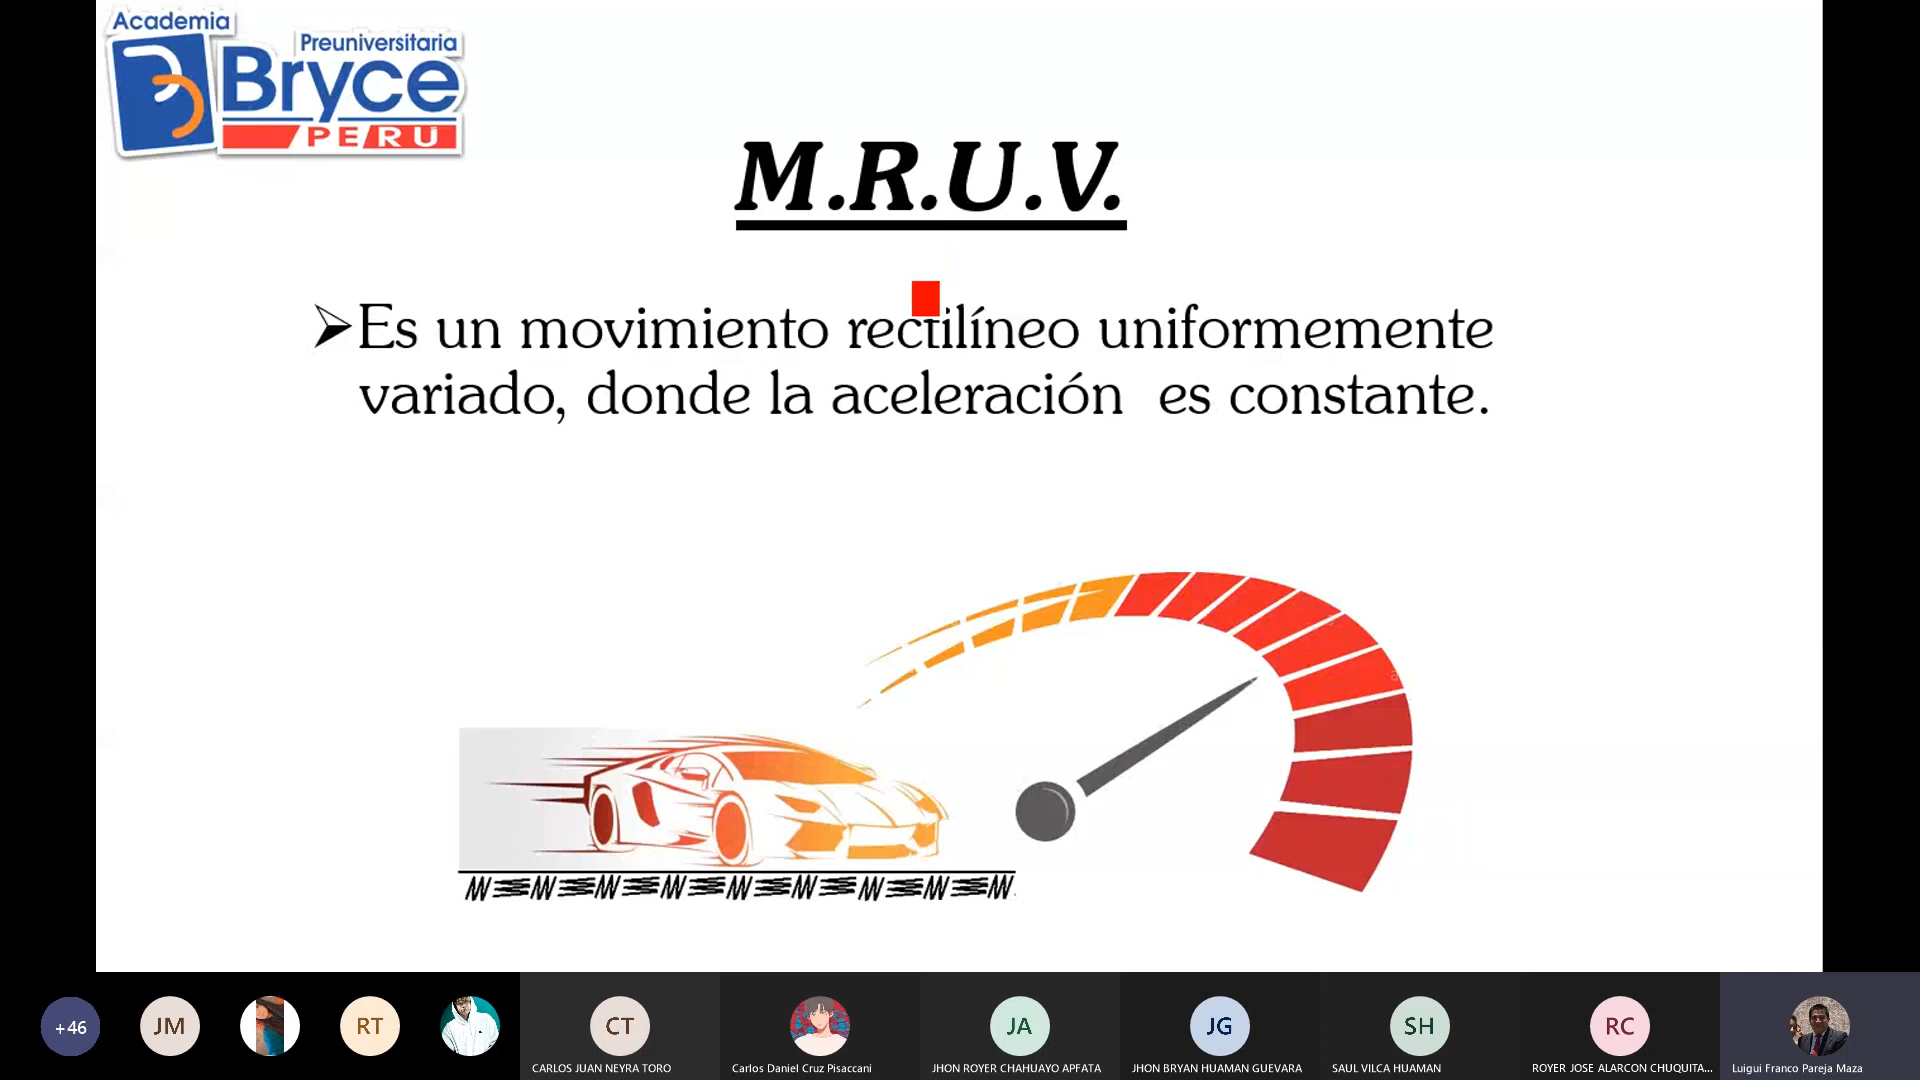 Academia
Preuniversitaria
Bryce
PERÚ
M.R.U.V.
➢Es un movimiento rectilíneo uniformemente
variado, donde la aceleración es constante.
+46
JM
RT
CT
JA
JG
SH
RC
CARLOS JUAN NEYRA TORO
Carlos Daniel Cruz Pisaccani
JHON ROYER CHAHUAYO APFATA
JHON BRYAN HUAMAN GUEVARA
SAUL VILCA HUAMAN
ROYER JOSE ALARCON CHUQUITA...
Luigui Franco Pareja Maza